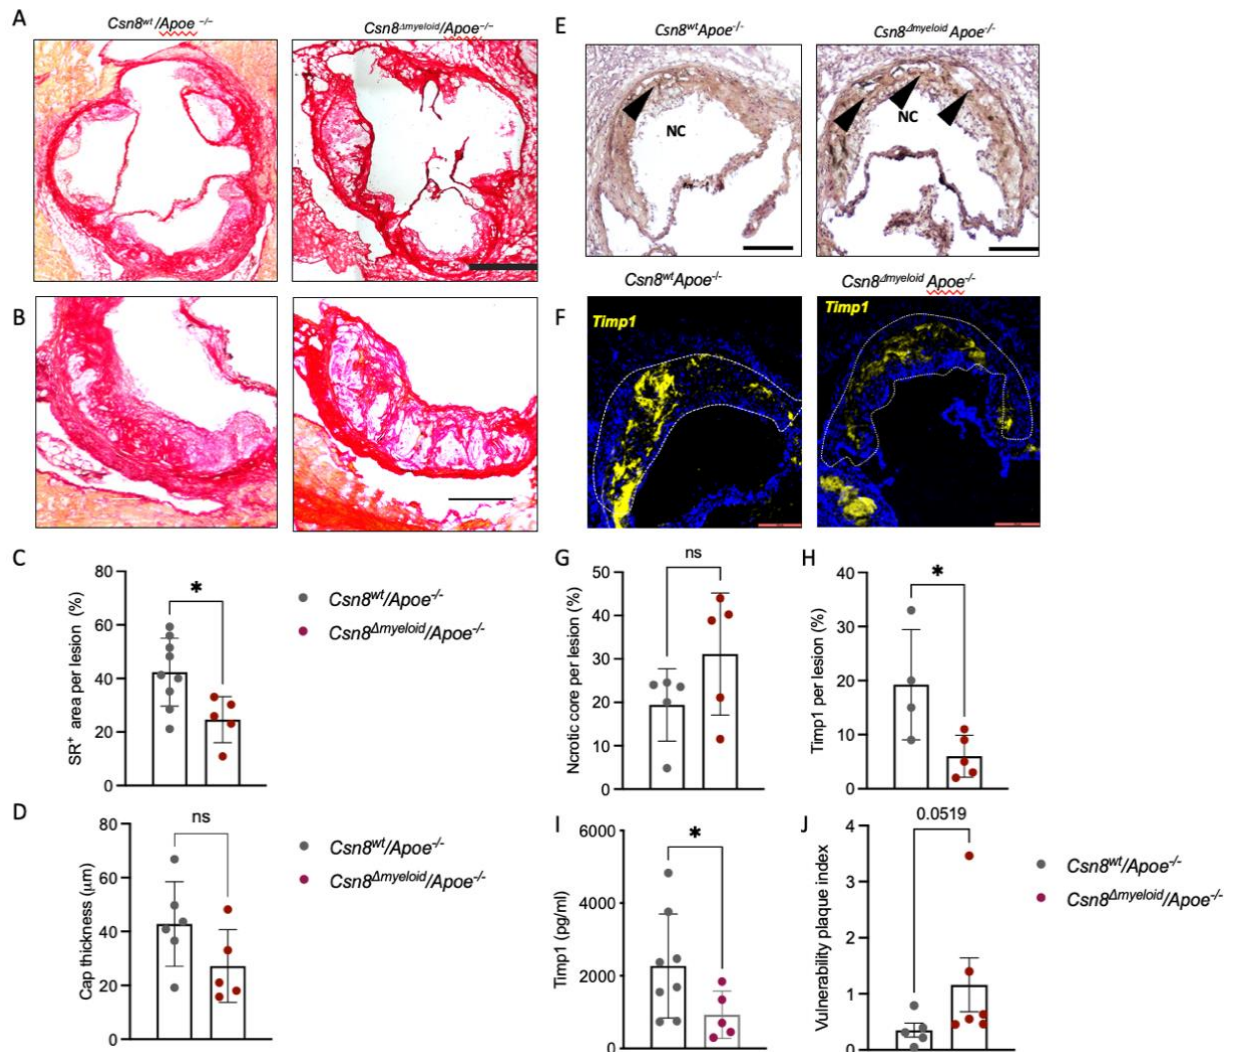 A
Csn8wt/Apoe −/−
Csn8Δmyeloid/Apoe−/−
B
C
SR+ area per lesion (%)
80
60
40
20
0
*
Csn8wt/Apoe-/-
Csn8Δmyeloid/Apoe-/-
D
Cap thickness (μm)
80
60
40
20
0
ns
Csn8wt/Apoe-/-
Csn8Δmyeloid/Apoe-/-
E
Csn8wtApoe-/-
Csn8Δmyeloid Apoe-/-
NC
NC
F
Csn8wtApoe-/-
Csn8Δmyeloid Apoe-/-
Timp1
Timp1
G
Ncrotic core per lesion (%)
50
40
30
20
10
0
ns
H
Timp1 per lesion (%)
40
30
20
10
0
*
I
Timp1 (pg/ml)
6000
4000
2000
0
*
J
Vulnerability plaque index
4
3
2
1
0
0.0519
Csn8wt/Apoe-/-
Csn8Δmyeloid/Apoe-/-